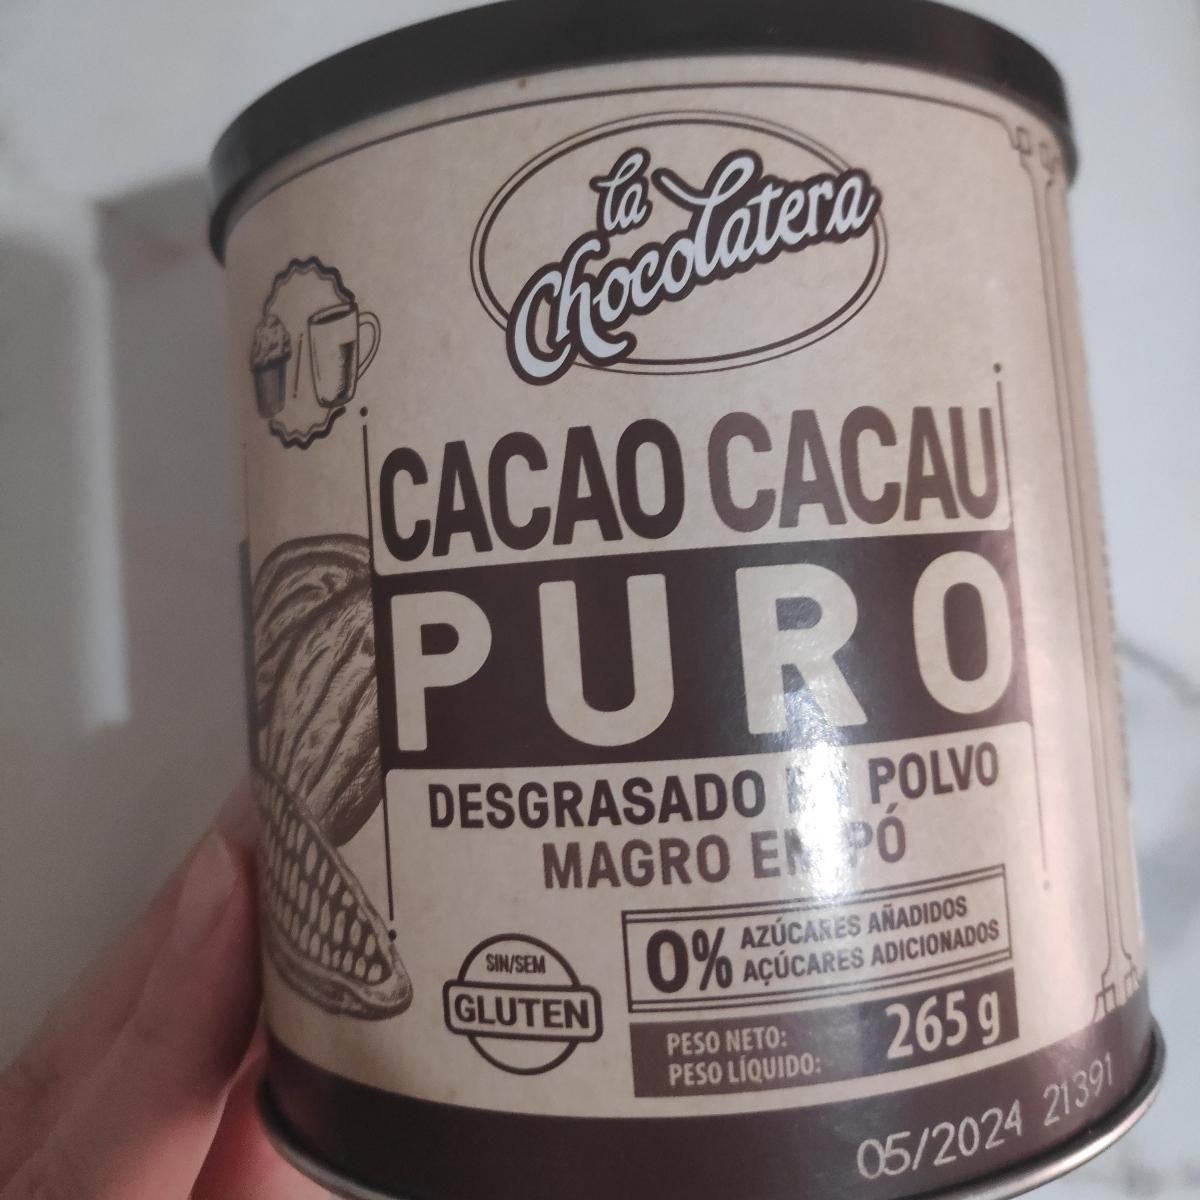 la
Chocolatera
CACAO CACAU
PURO
DESGRASADO EN POLVO
MAGRO EM PÓ
0% AZÚCARES AÑADIDOS
AÇÚCARES ADICIONADOS
SIN/SEM
GLUTEN
PESO NETO:
PESO LÍQUIDO:
265 g
05/2024 21391